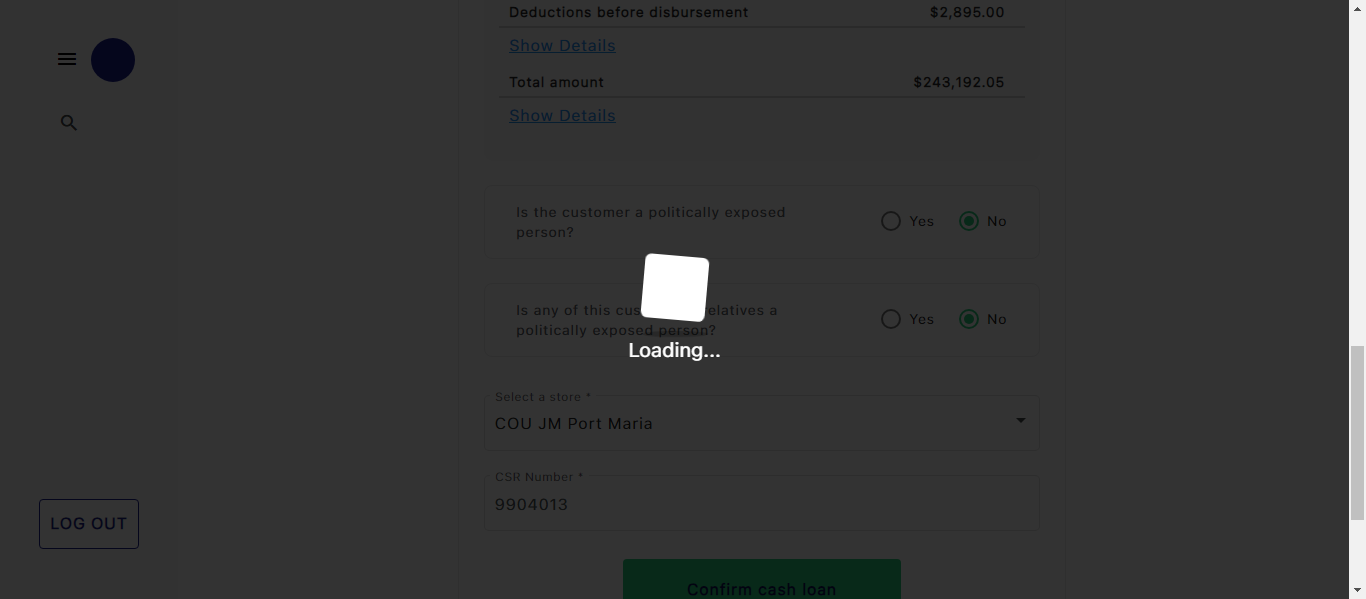 Deductions before disbursement $2,895.00
Show Details
Total amount $243,192.05
Show Details
Is the customer a politically exposed
person?
Yes No
Is any of this cus elatives a
politically exposed person?
Yes No
Loading...
Select a store *
COU JM Port Maria
CSR Number *
9904013
LOG OUT
Confirm cash loan